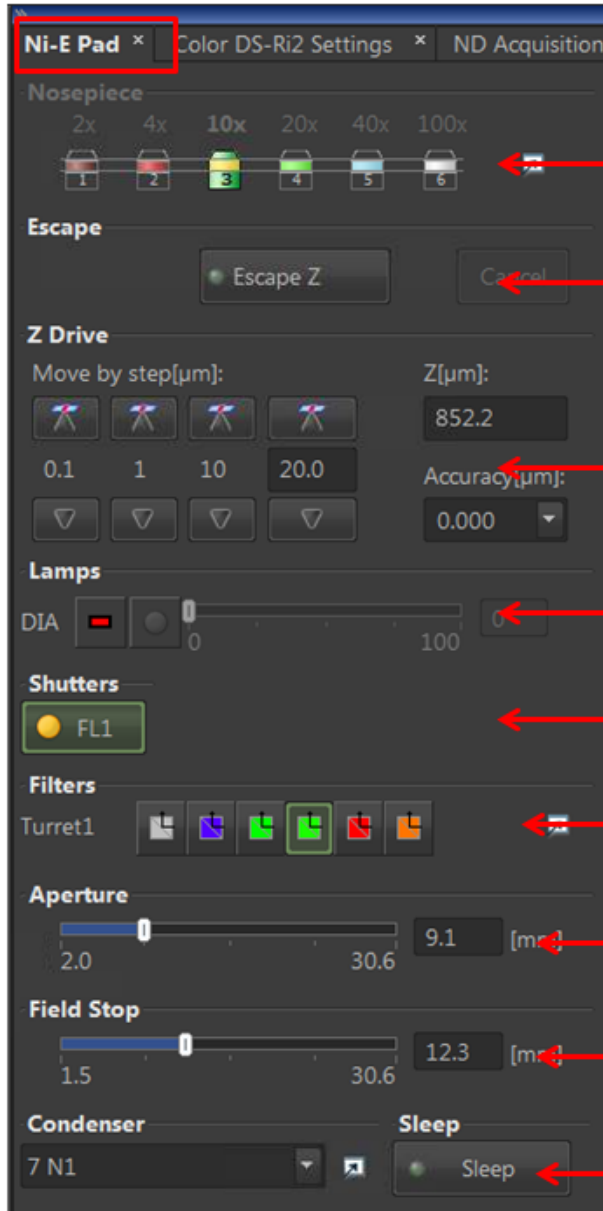 Ni-E Pad × Color DS-Ri2 Settings × ND Acquisition
Nosepiece
2x 4x 10x 20x 40x 100x
1 2 3 4 5 6
Escape
Escape Z Cancel
Z Drive
Move by step[µm]: Z[µm]:
852.2
0.1 1 10 20.0 Accuracy[µm]:
0.000
Lamps
DIA 0
0 100
Shutters
FL1
Filters
Turret1
Aperture
9.1 [mm]
2.0 30.6
Field Stop
12.3 [mm]
1.5 30.6
Condenser Sleep
7 N1 Sleep